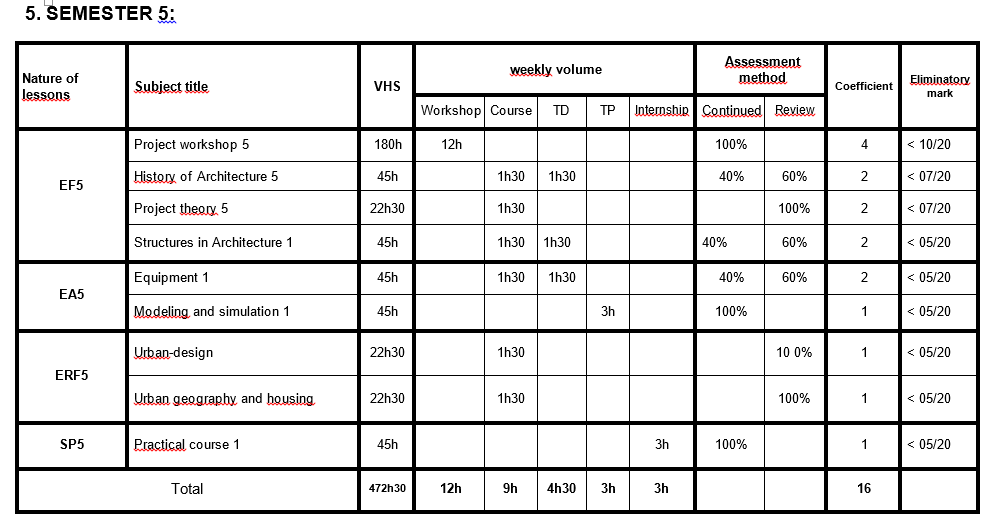 5. SEMESTER 5:
Nature of lessons Subject title VHS weekly volume Assessment method Coefficient Eliminatory mark
Workshop Course TD TP Internship Continued Review
EF5
Project workshop 5 180h 12h 100% 4 < 10/20
History of Architecture 5 45h 1h30 1h30 40% 60% 2 < 07/20
Project theory 5 22h30 1h30 100% 2 < 07/20
Structures in Architecture 1 45h 1h30 1h30 40% 60% 2 < 05/20
EA5
Equipment 1 45h 1h30 1h30 40% 60% 2 < 05/20
Modeling and simulation 1 45h 3h 100% 1 < 05/20
ERF5
Urban-design 22h30 1h30 10 0% 1 < 05/20
Urban geography and housing 22h30 1h30 100% 1 < 05/20
SP5 Practical course 1 45h 3h 100% 1 < 05/20
Total 472h30 12h 9h 4h30 3h 3h 16